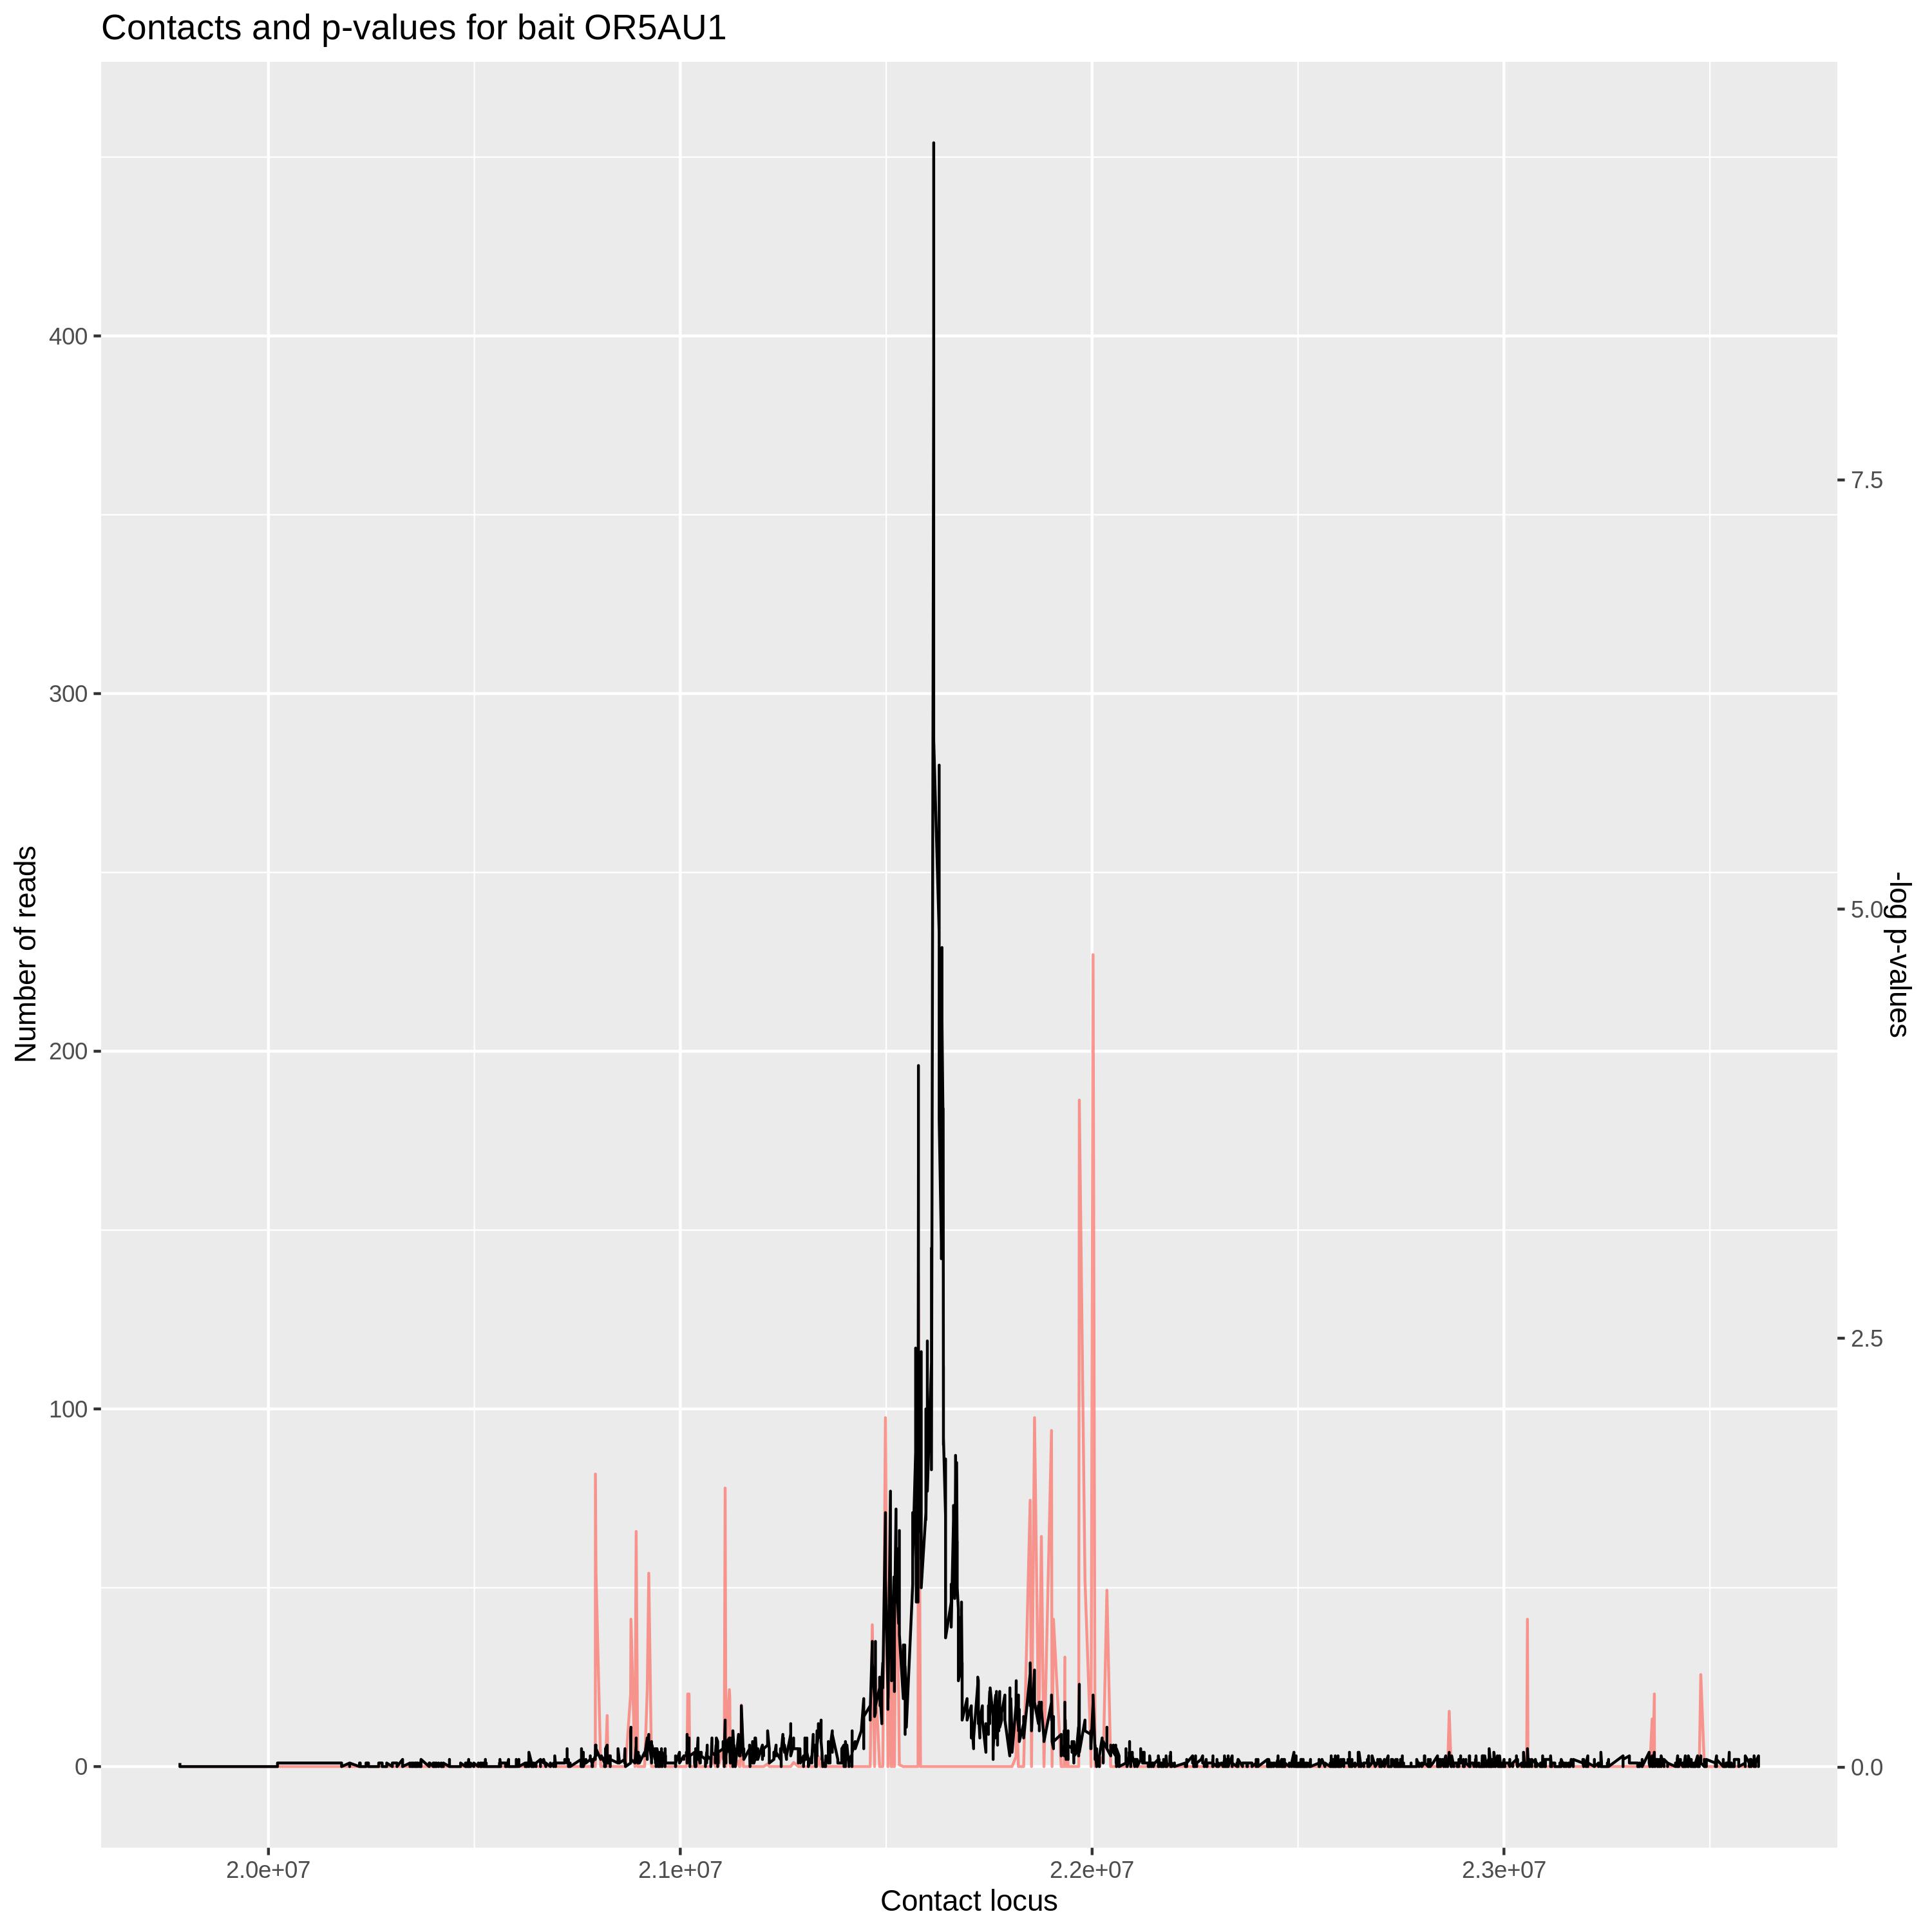 Contacts and p-values for bait OR5AU1
400
300
200
100
0
Number of reads
7.5
5.0
2.5
0.0
-log p-values
2.0e+07
2.1e+07
2.2e+07
2.3e+07
Contact locus